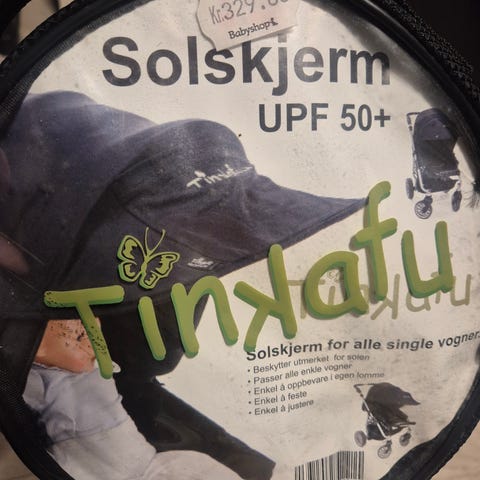 Kr.329.00
Babyshop
Solskjerm
UPF 50+
Tinkafu
Tinkafu
Solskjerm for alle single vogner.
• Beskytter utmerket for solen
• Passer alle enkle vogner
• Enkel å oppbevare i egen lomme
• Enkel å feste
• Enkel å justere